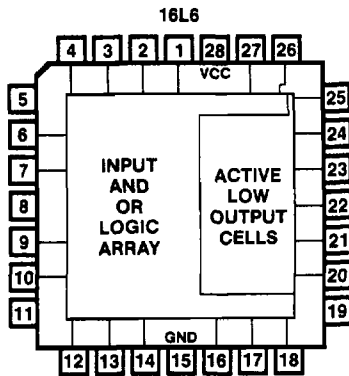 16L6
4 3 2 1 28 27 26
VCC
5 25
6 24
7 23
8 22
9 21
10 20
11 19
INPUT
AND
OR
LOGIC
ARRAY
ACTIVE
LOW
OUTPUT
CELLS
GND
12 13 14 15 16 17 18